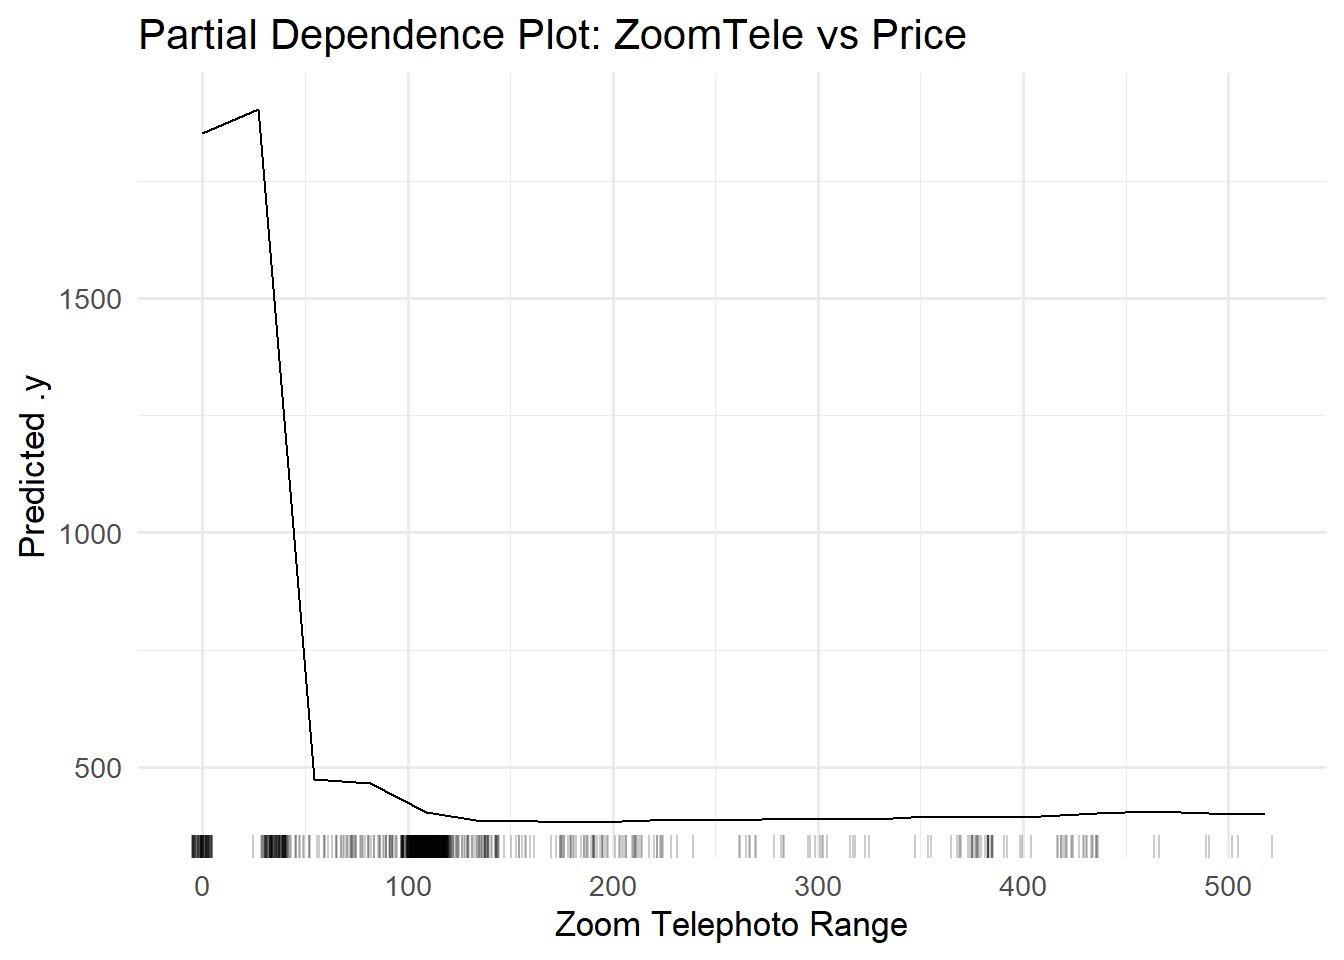 Partial Dependence Plot: ZoomTele vs Price
Predicted .y
1500
1000
500
0 100 200 300 400 500
Zoom Telephoto Range